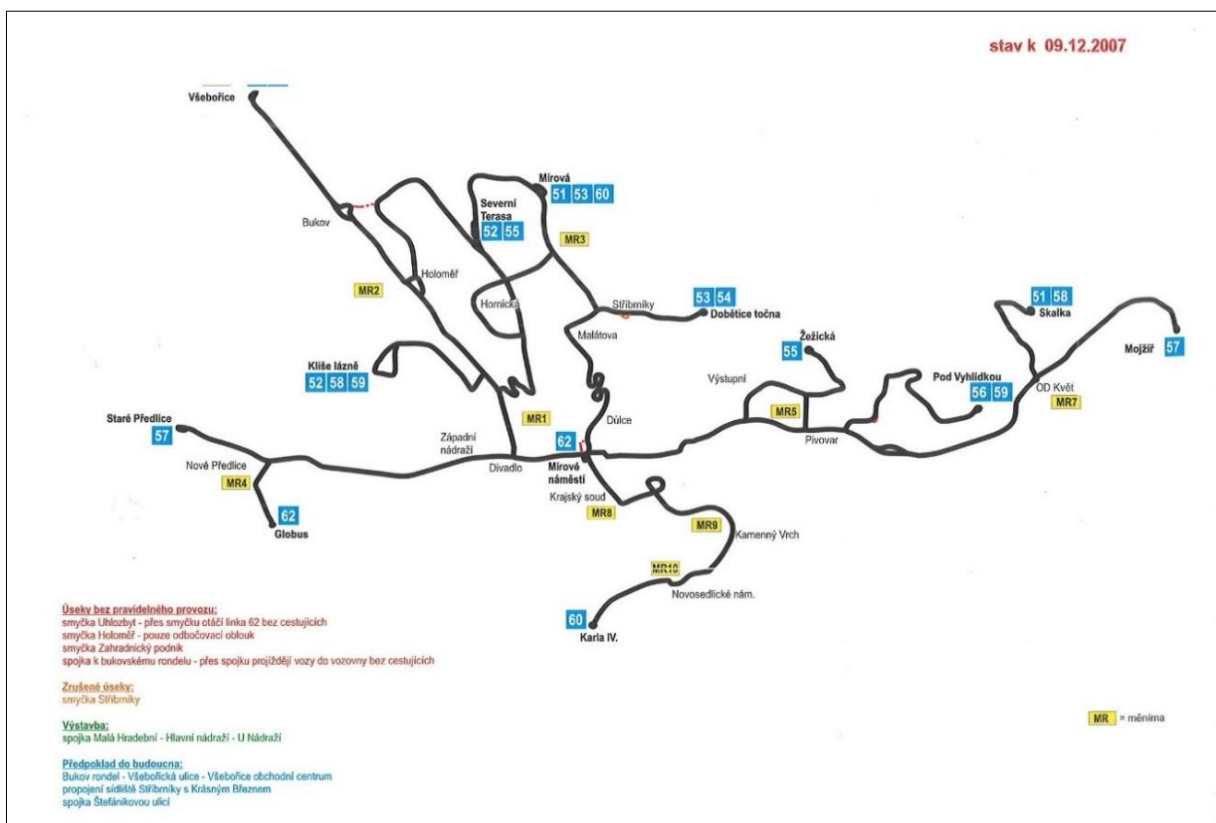 stav k 09.12.2007
Všebořice
Mírová
51 53 60
Severní
Terasa
52 55
Bukov
MR3
Holoměř
MR2
Hornická
Stříbrníky
53 54
Dobětice točna
51 58
Skalka
Malátova
Žežická
55
Mojžíř
57
Klíše lázně
52 58 59
Výstupní
Pod Vyhlídkou
56 59
OD Květ
MR7
Staré Předlice
57
MR1
Důlce
MR5
Pivovar
Západní
nádraží
62
Nové Předlice
Divadlo
Mírové
náměstí
MR4
Krajský soud
MR8
62
Globus
MR9
Kamenný Vrch
MR10
Novosedlické nám.
60
Karla IV.
Úseky bez pravidelného provozu:
smyčka Uhlozbyt - přes smyčku otáčí linka 62 bez cestujících
smyčka Holoměř - pouze odbočovací oblouk
smyčka Zahradnický podnik
spojka k bukovskému rondelu - přes spojku projíždějí vozy do vozovny bez cestujících
Zrušené úseky:
smyčka Stříbrníky
Výstavba:
spojka Malá Hradební - Hlavní nádraží - U Nádraží
MR = měnírna
Předpoklad do budoucna:
Bukov rondel - Všebořická ulice - Všebořice obchodní centrum
propojení sídliště Stříbrníky s Krásným Březnem
spojka Štefánikovou ulicí